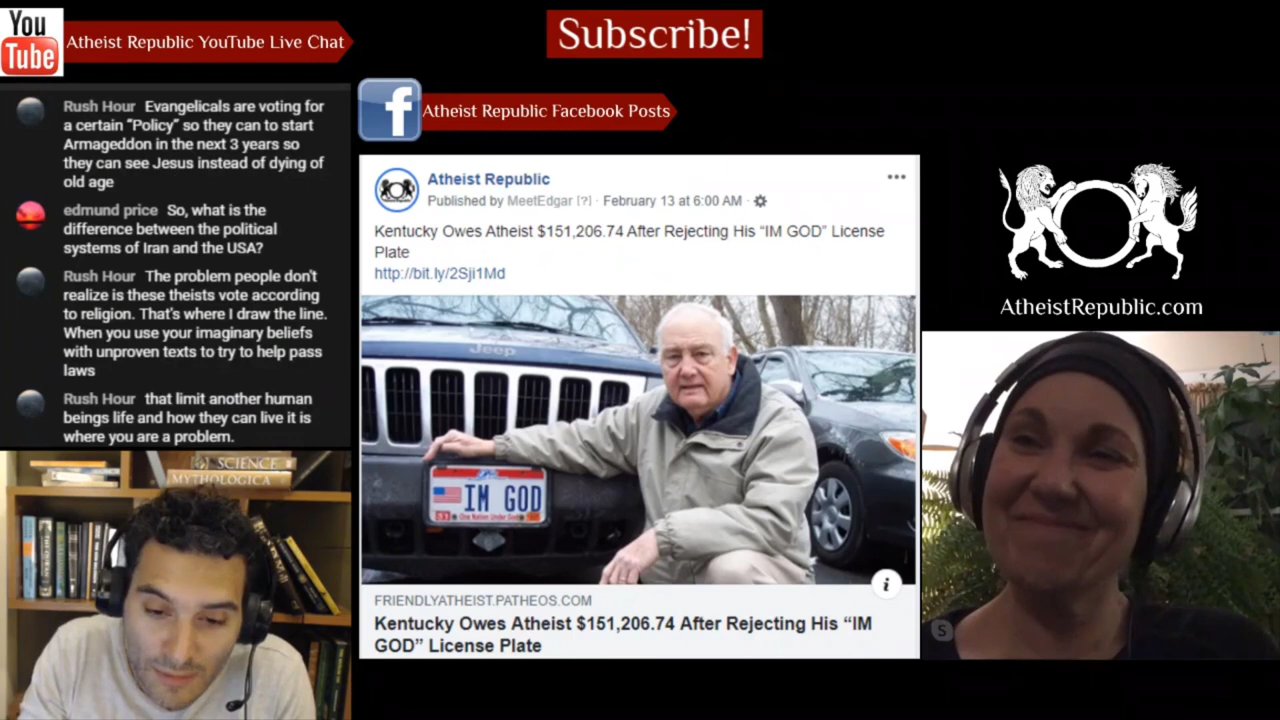 You
Tube
Atheist Republic YouTube Live Chat
Subscribe!
Rush Hour Evangelicals are voting for
a certain “Policy” so they can to start
Armageddon in the next 3 years so
they can see Jesus instead of dying of
old age
edmund price So, what is the
difference between the political
systems of Iran and the USA?
Rush Hour The problem people don't
realize is these theists vote according
to religion. That's where I draw the line.
When you use your imaginary beliefs
with unproven texts to try to help pass
laws
Rush Hour that limit another human
beings life and how they can live it is
where you are a problem.
SCIENCE
MYTHOLOGICA
f
Atheist Republic Facebook Posts
Atheist Republic
Published by MeetEdgar [?] · February 13 at 6:00 AM ·
Kentucky Owes Atheist $151,206.74 After Rejecting His “IM GOD” License
Plate
http://bit.ly/2Sji1Md
Jeep
IM GOD
One Nation Under God
i
FRIENDLYATHEIST.PATHEOS.COM
Kentucky Owes Atheist $151,206.74 After Rejecting His “IM
GOD” License Plate
AtheistRepublic.com
S